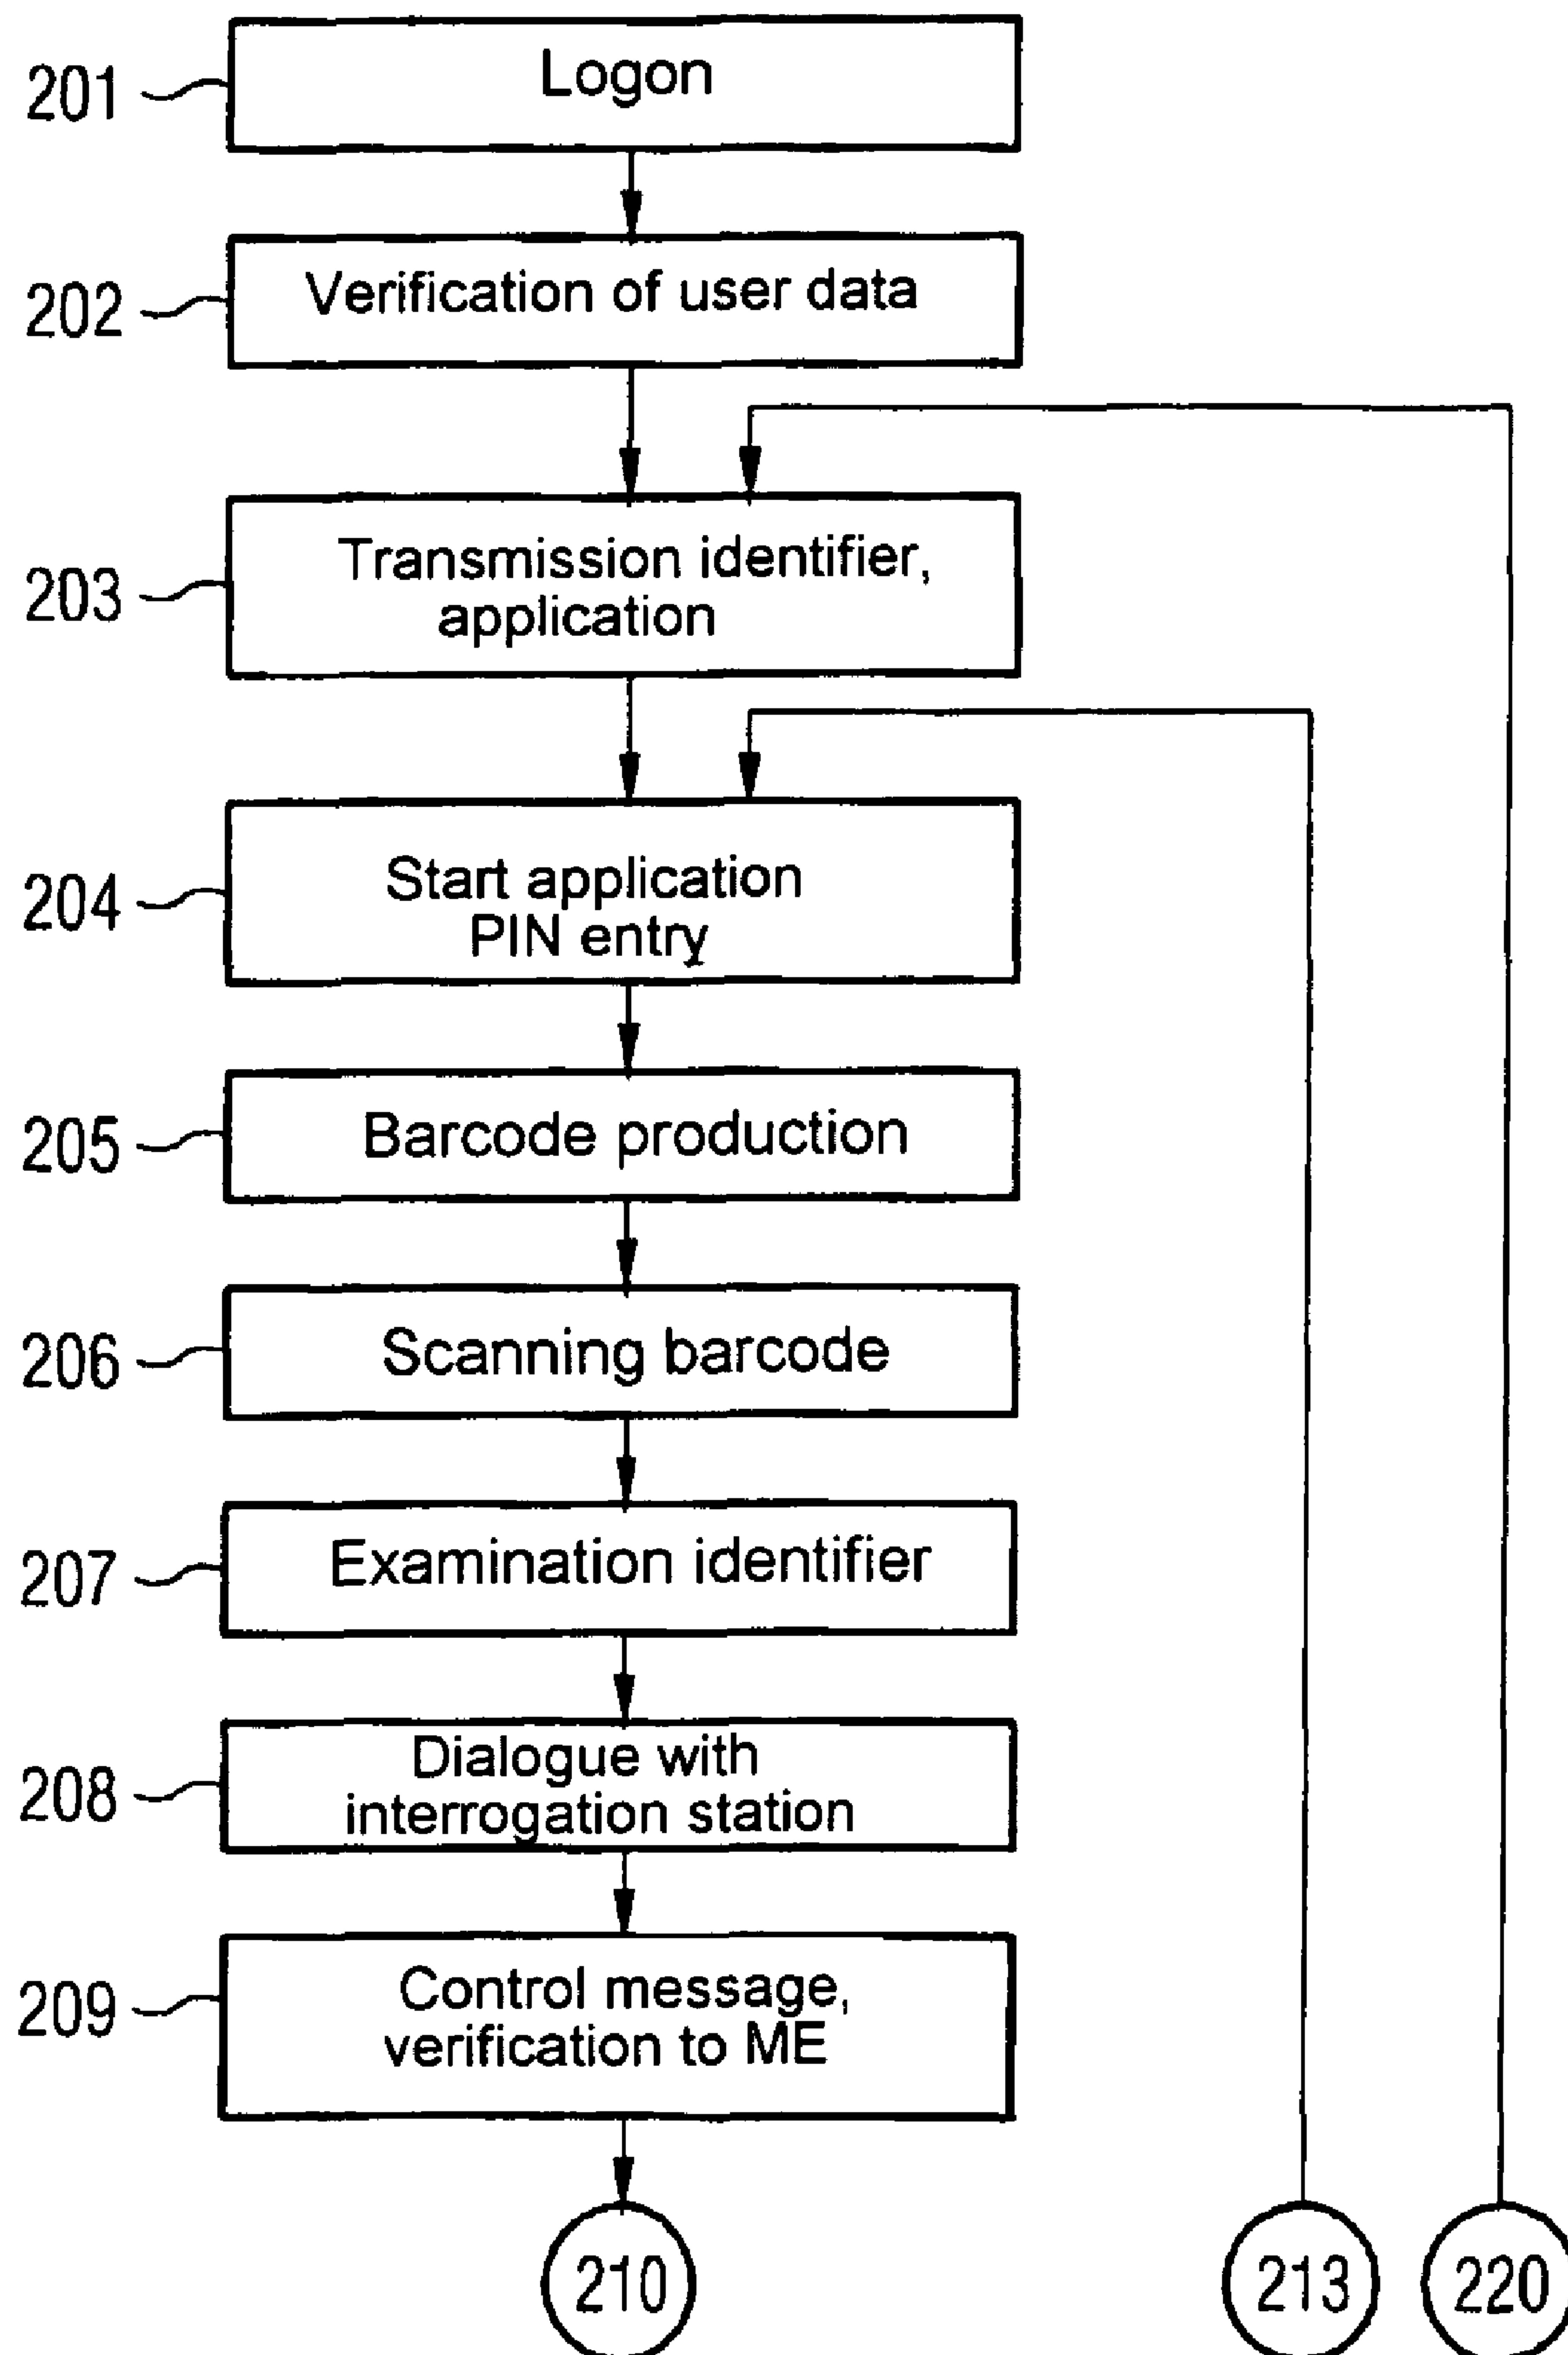 201
Logon
202
Verification of user data
203
Transmission identifier,
application
204
Start application
PIN entry
205
Barcode production
206
Scanning barcode
207
Examination identifier
208
Dialogue with
interrogation station
209
Control message,
verification to ME
210
213
220